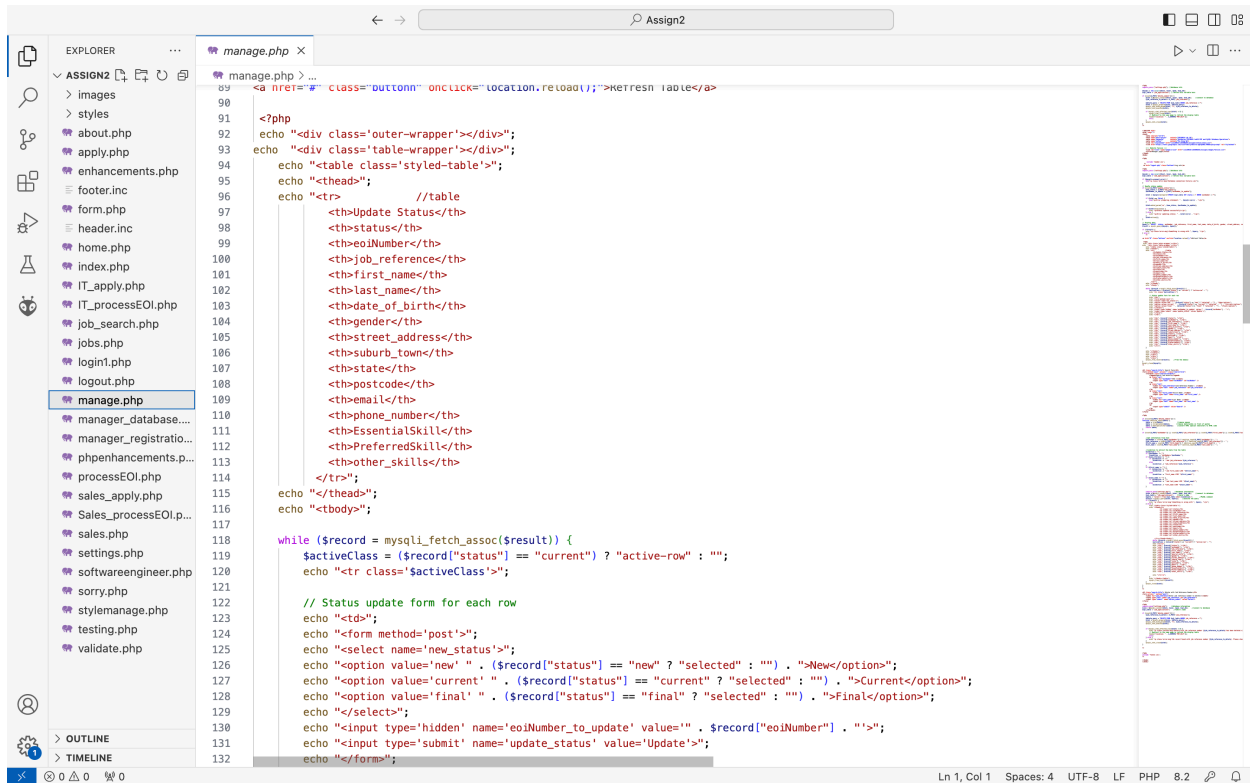 Assign2
EXPLORER
ASSIGN2
images
styles
about.php
apply.php
enhancements.php
footer.inc
form.php
header.inc
home.php
index.php
IT_apply.php
IT_processEOI.php
job_search.php
jobs.php
login1.php
logout.php
manage.php
manager_database....
manager_registratio...
phpenhancements.p...
processEOI.php
sales_apply.php
Sales_processEOI.p...
sales.php
settings.php
softwareengineer.php
sorry.php
stylemanage.php
testing.php
validate.php
OUTLINE
TIMELINE
manage.php
manage.php > ...
89 <a href="#" class="buttonn" onclick="location.reload();">Refresh Table</a>
90
91 <?php
92 echo "<div class='outer-wrapper'></div>";
93 echo "<div class='table-wrapper'></div>";
94 echo "<table class='styled-table'>";
95 echo "<thead>";
96 echo "<tr> //table
97 <th>Update Status</th>
98 <th>status</th>
99 <th>eoiNumber</th>
100 <th>job_reference</th>
101 <th>first_name</th>
102 <th>last_name</th>
103 <th>date_of_birth</th>
104 <th>gender</th>
105 <th>street_address</th>
106 <th>suburb_town</th>
107 <th>state</th>
108 <th>postcode</th>
109 <th>email</th>
110 <th>phone_number</th>
111 <th>EssentialSkill</th>
112 <th>PreferredSkill</th>
113 <th>other_skills</th>
114 </tr>";
115 echo "</thead>";
116 echo "<tbody>";
117
118 while ($record = mysqli_fetch_assoc($result)) {
119 $activeClass = ($record["status"] == "current") ? "active-row" : "";
120 echo "<tr class='$activeClass'>";
121
122 // Status update form for each row
123 echo "<td>";
124 echo "<form method='post'>";
125 echo "<select name='new_status'>";
126 echo "<option value='new' " . ($record["status"] == "new" ? "selected" : "") . ">New</option>";
127 echo "<option value='current' " . ($record["status"] == "current" ? "selected" : "") . ">Current</option>";
128 echo "<option value='final' " . ($record["status"] == "final" ? "selected" : "") . ">Final</option>";
129 echo "</select>";
130 echo "<input type='hidden' name='eoiNumber_to_update' value='" . $record["eoiNumber"] . "'>";
131 echo "<input type='submit' name='update_status' value='Update'>";
132 echo "</form>";
1
0 0 0
Ln 1, Col 1 Spaces: 4 UTF-8 LF PHP 8.2